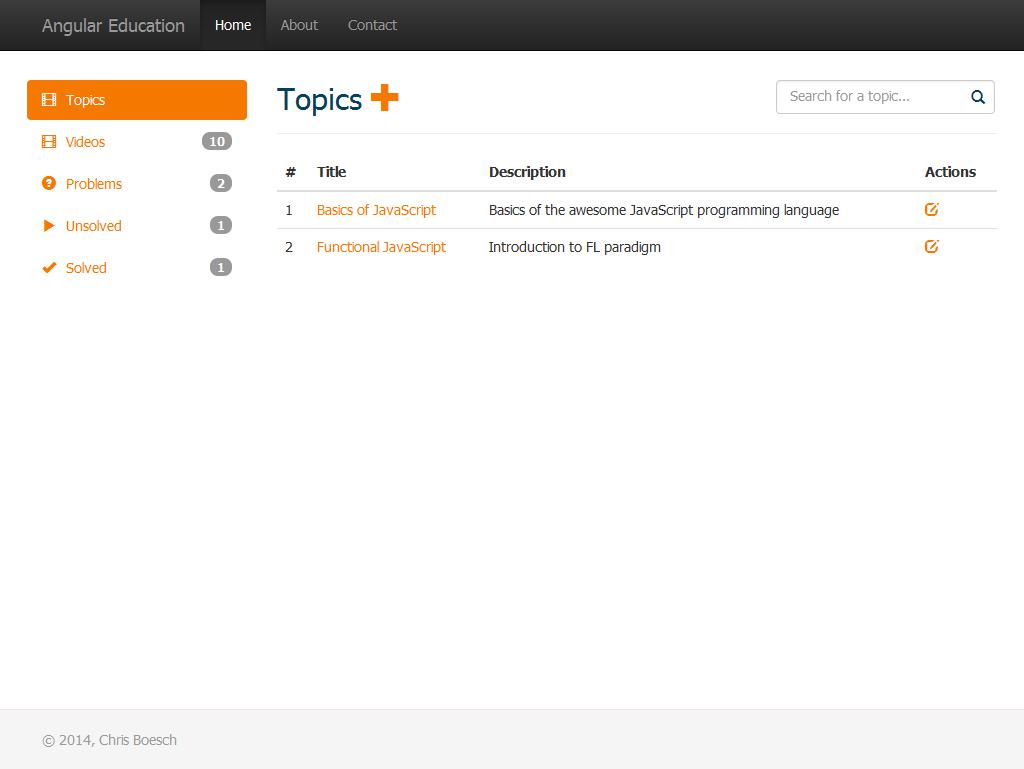 Angular Education Home About Contact
Topics
Videos 10
Problems 2
Unsolved 1
Solved 1
Topics
Search for a topic...
# Title Description Actions
1 Basics of JavaScript Basics of the awesome JavaScript programming language
2 Functional JavaScript Introduction to FL paradigm
© 2014, Chris Boesch